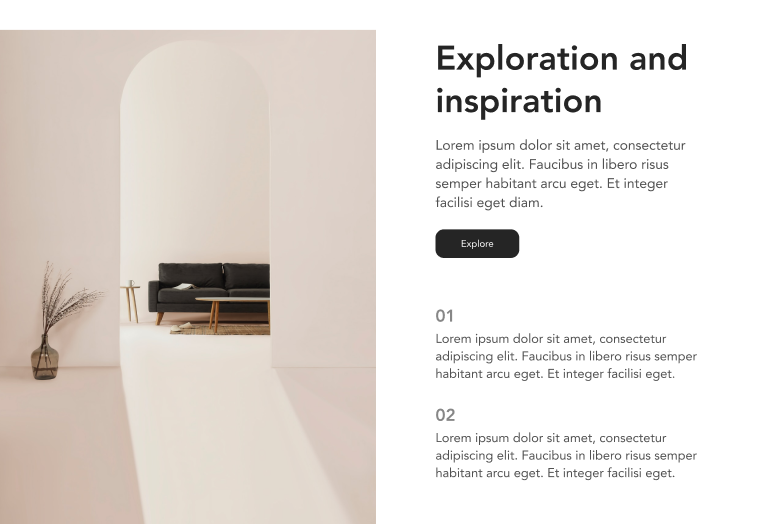 Exploration and
inspiration
Lorem ipsum dolor sit amet, consectetur
adipiscing elit. Faucibus in libero risus
semper habitant arcu eget. Et integer
facilisi eget diam.
Explore
01
Lorem ipsum dolor sit amet, consectetur
adipiscing elit. Faucibus in libero risus semper
habitant arcu eget. Et integer facilisi eget.
02
Lorem ipsum dolor sit amet, consectetur
adipiscing elit. Faucibus in libero risus semper
habitant arcu eget. Et integer facilisi eget.